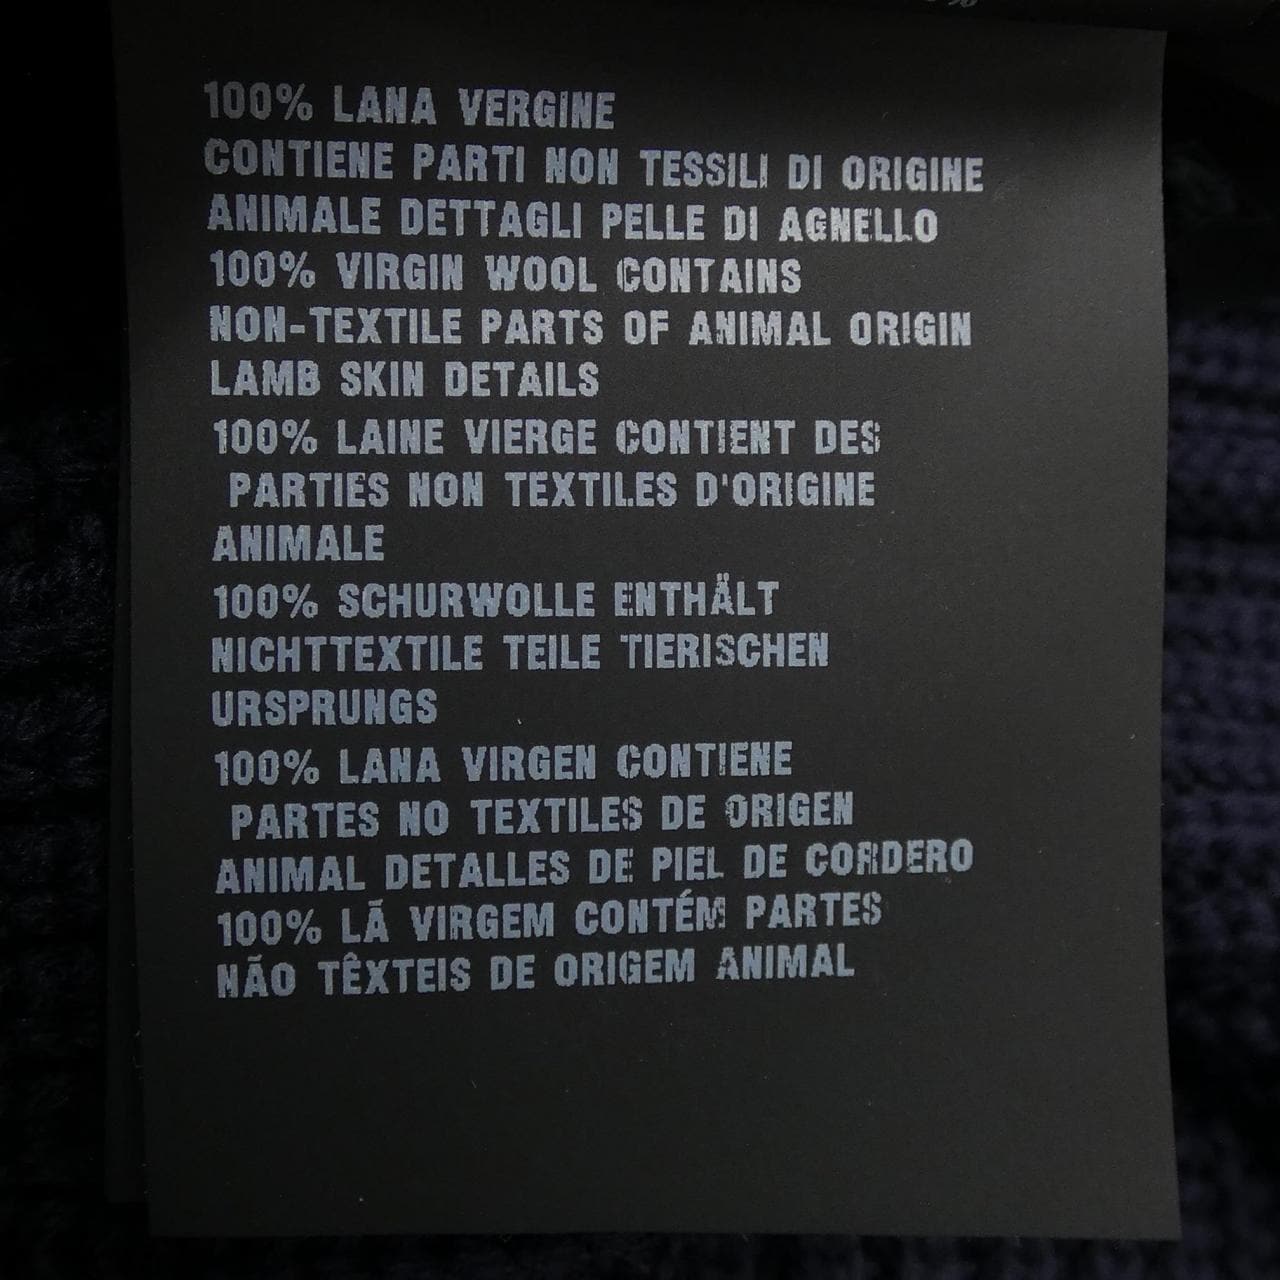 100% LANA VERGINE
CONTIENE PARTI NON TESSILI DI ORIGINE
ANIMALE DETTAGLI PELLE DI AGNELLO
100% VIRGIN WOOL CONTAINS
NON-TEXTILE PARTS OF ANIMAL ORIGIN
LAMB SKIN DETAILS
100% LAINE VIERGE CONTIENT DES
PARTIES NON TEXTILES D'ORIGINE
ANIMALE
100% SCHURWOLLE ENTHÄLT
NICHTTEXTILE TEILE TIERISCHEN
URSPRUNGS
100% LANA VIRGEN CONTIENE
PARTES NO TEXTILES DE ORIGEN
ANIMAL DETALLES DE PIEL DE CORDERO
100% LÃ VIRGEM CONTÉM PARTES
NÃO TÊXTEIS DE ORIGEM ANIMAL